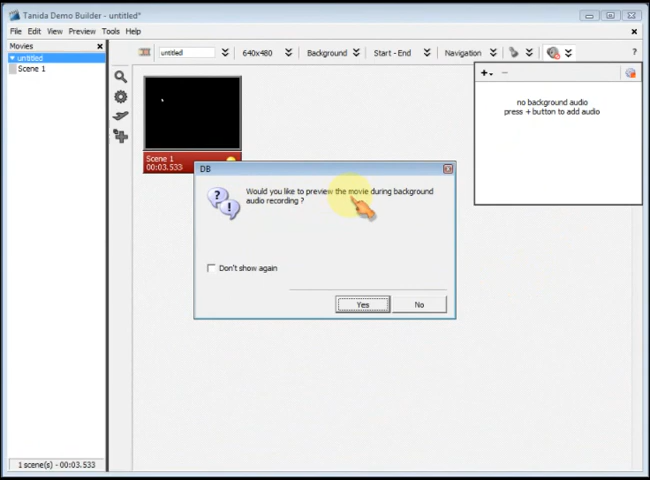 Tanida Demo Builder - untitled*
File Edit View Preview Tools Help
Movies
untitled
640x480
Background
Start - End
Navigation
?
untitled
Scene 1
no background audio
press + button to add audio
Scene 1
00:03.533
DB
Would you like to preview the movie during background
audio recording ?
Don't show again
Yes
No
1 scene(s) - 00:03.533